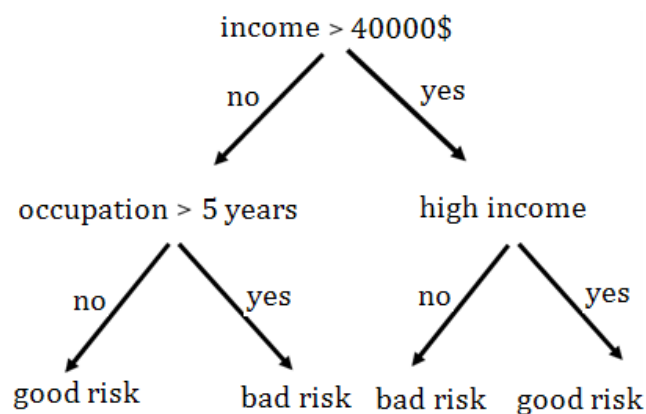 income > 40000$
no
yes
occupation > 5 years
high income
no
yes
no
yes
good risk
bad risk
bad risk
good risk